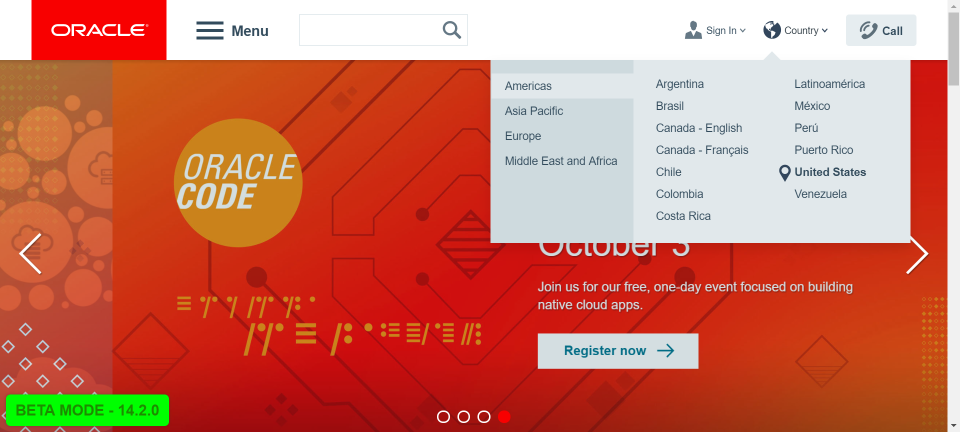 ORACLE
Menu
Sign In
Country
Call
Americas
Asia Pacific
Europe
Middle East and Africa
Argentina
Brasil
Canada - English
Canada - Français
Chile
Colombia
Costa Rica
Latinoamérica
México
Perú
Puerto Rico
United States
Venezuela
ORACLE
CODE
October 3
Join us for our free, one-day event focused on building
native cloud apps.
Register now
BETA MODE - 14.2.0